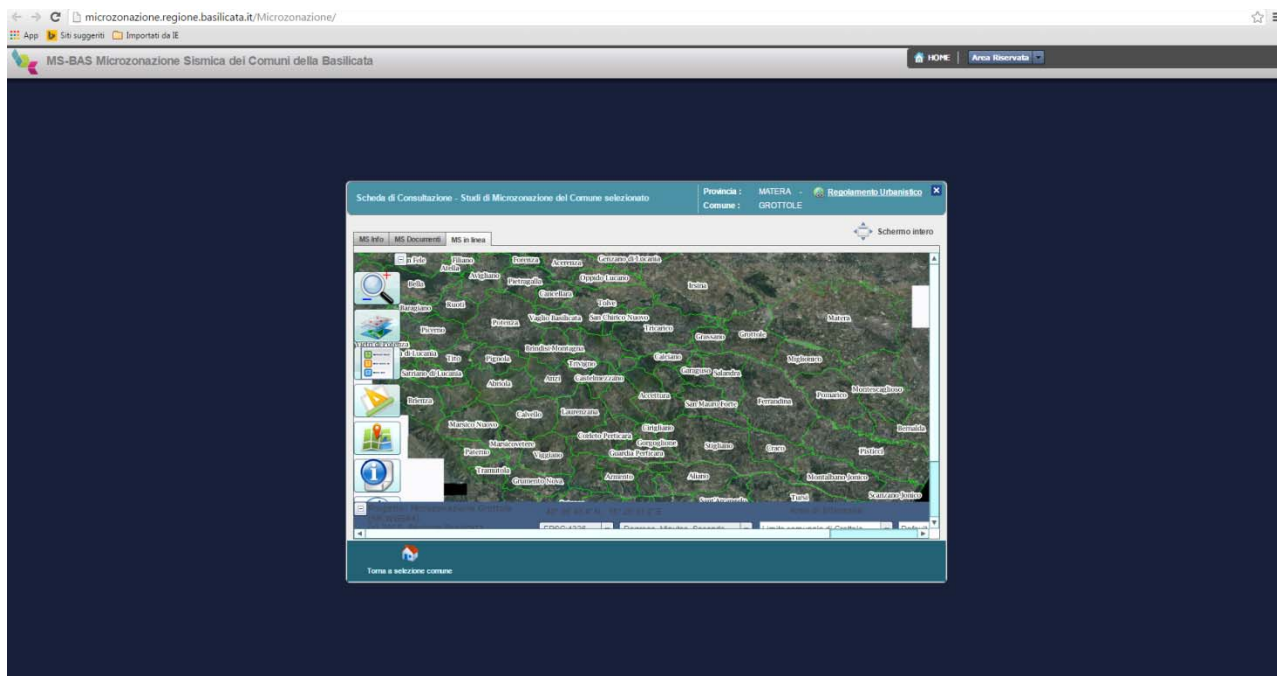 microzonazione.regione.basilicata.it/Microzonazione/
App Siti suggeriti Importati da IE
MS-BAS Microzonazione Sismica dei Comuni della Basilicata
HOME Area Riservata
Scheda di Consultazione - Studi di Microzonazione del Comune selezionato
Provincia : MATERA - Regolamento Urbanistico
Comune : GROTTOLE
Schermo intero
MS Info MS Documenti MS in linea
Filiano Forenza Acerenza Genzano di Lucania
Atella
Bella Avigliano Pietragalla Oppido Lucano Irsina
Cancellara
Baragiano Ruoti Tolve
Potenza Vaglio Basilicata San Chirico Nuovo Matera
Picerno Tricarico Grassano Grottole
Brindisi Montagna
Tito Pignola Trivigno Calciano Miglionico
Satriano di Lucania Anzi Castelmezzano Garaguso Salandra
Abriola Montescaglioso
Brienza Accettura San Mauro Forte Ferrandina Pomarico
Calvello Laurenzana
Marsico Nuovo Cirigliano Bernalda
Corleto Perticara Gorgoglione
Marsicovetere Stigliano Craco Pisticci
Paterno Viggiano Guardia Perticara
Tramutola Armento Aliano Montalbano Jonico
Grumento Nova Tursi Scanzano Jonico
Torna a selezione comune